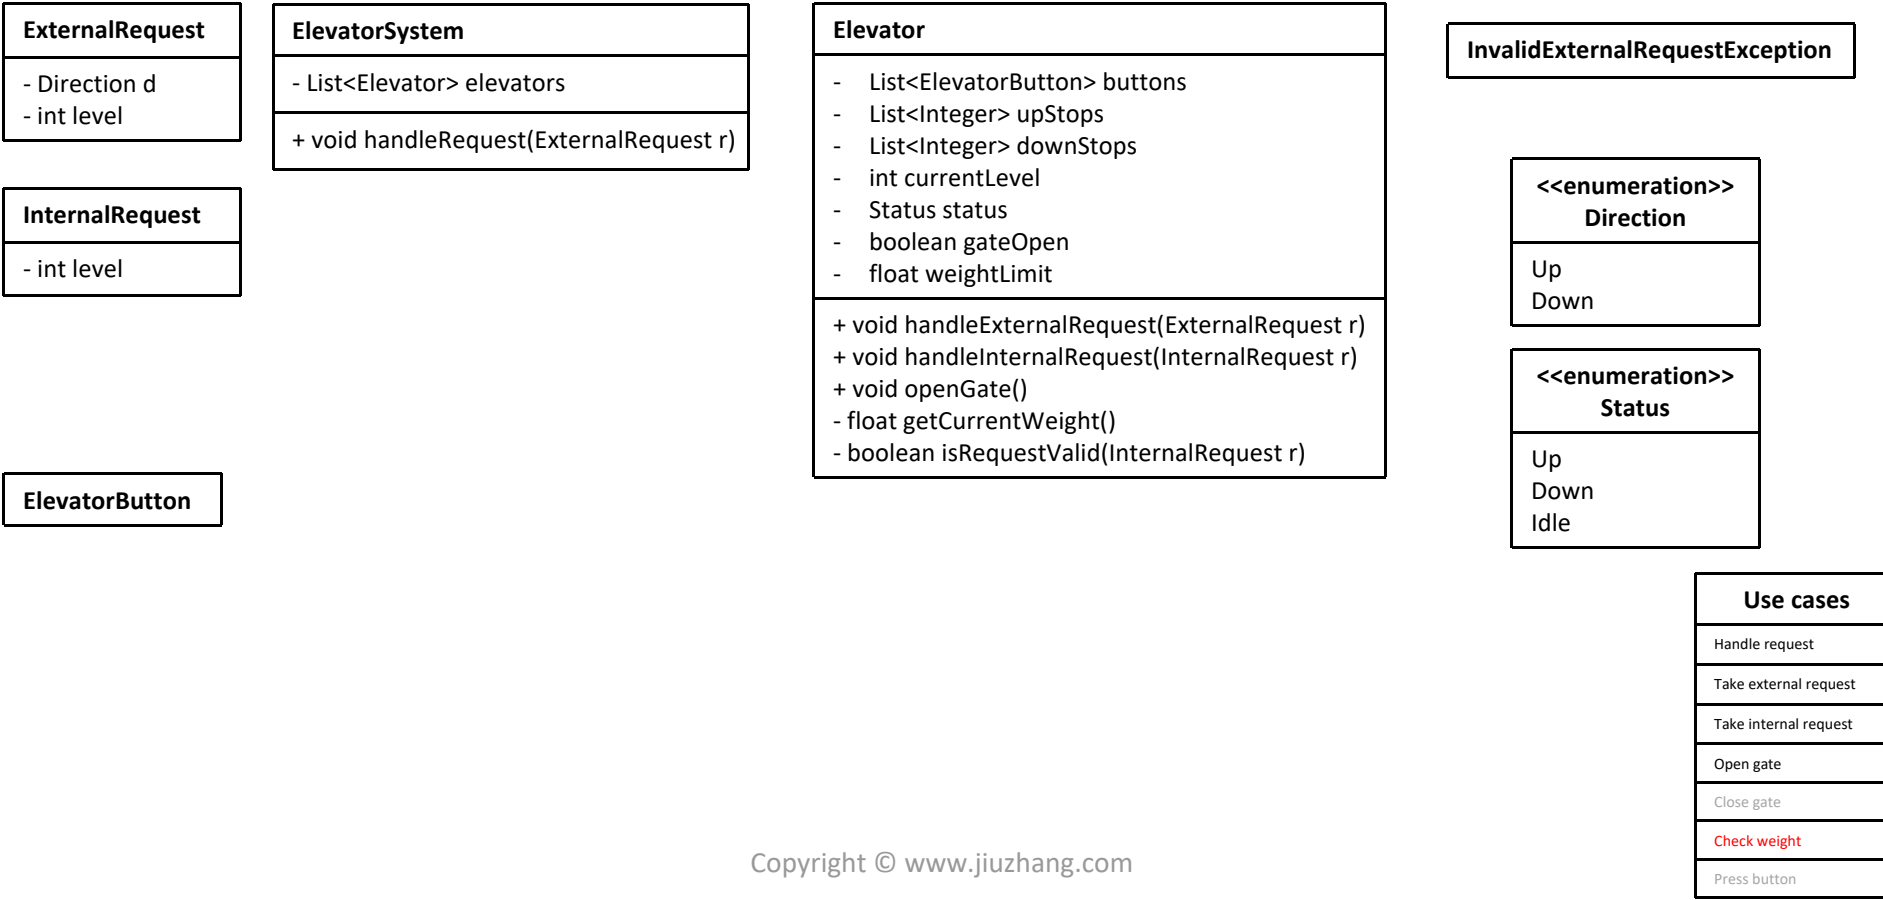 ExternalRequest
- Direction d
- int level
InternalRequest
- int level
ElevatorButton
ElevatorSystem
- List<Elevator> elevators
+ void handleRequest(ExternalRequest r)
Elevator
- List<ElevatorButton> buttons
- List<Integer> upStops
- List<Integer> downStops
- int currentLevel
- Status status
- boolean gateOpen
- float weightLimit
+ void handleExternalRequest(ExternalRequest r)
+ void handleInternalRequest(InternalRequest r)
+ void openGate()
- float getCurrentWeight()
- boolean isRequestValid(InternalRequest r)
InvalidExternalRequestException
<<enumeration>>
Direction
Up
Down
<<enumeration>>
Status
Up
Down
Idle
Use cases
Handle request
Take external request
Take internal request
Open gate
Close gate
Check weight
Press button
Copyright © www.jiuzhang.com